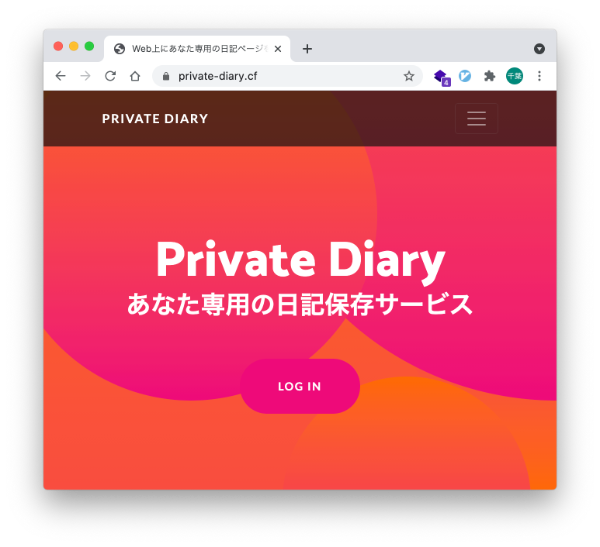 Web上にあなた専用の日記ページを
private-diary.cf
4
千葉
PRIVATE DIARY
Private Diary
あなた専用の日記保存サービス
LOG IN